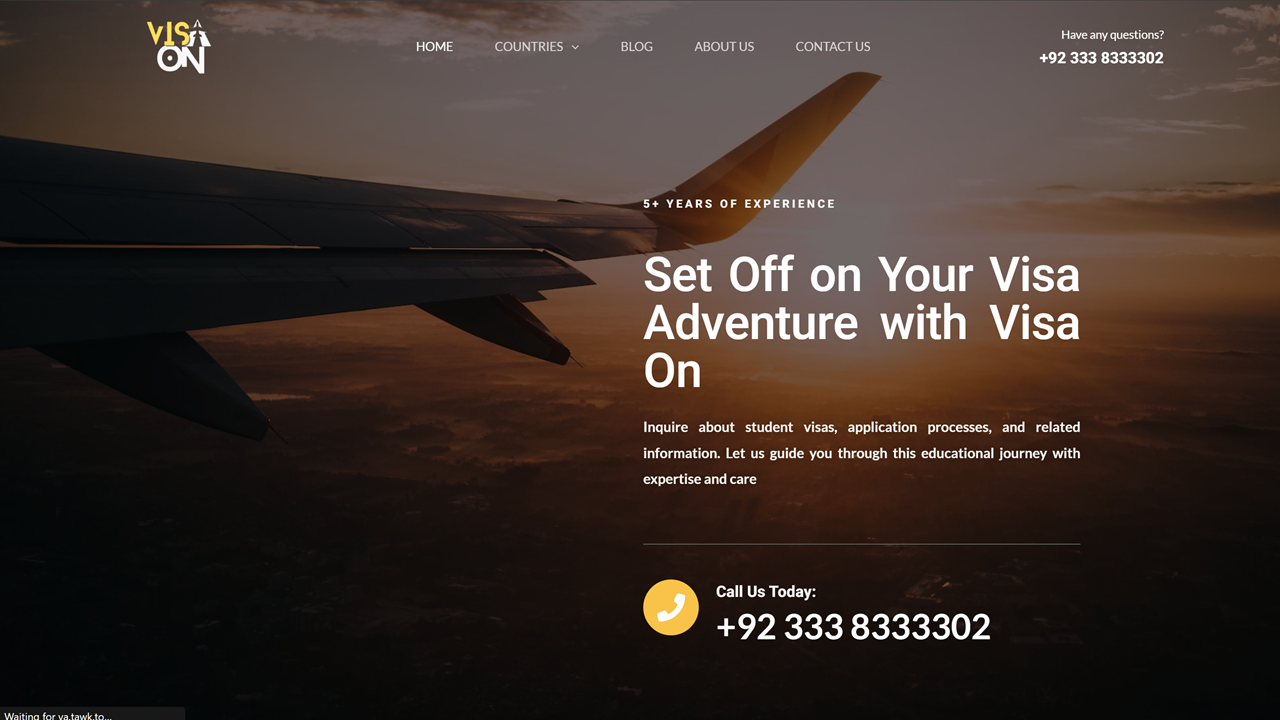 VISA
ON
HOME
COUNTRIES
BLOG
ABOUT US
CONTACT US
Have any questions?
+92 333 8333302
5+ YEARS OF EXPERIENCE
Set Off on Your Visa
Adventure with Visa
On
Inquire about student visas, application processes, and related
information. Let us guide you through this educational journey with
expertise and care
Call Us Today:
+92 333 8333302
Waiting for va.tawk.to...